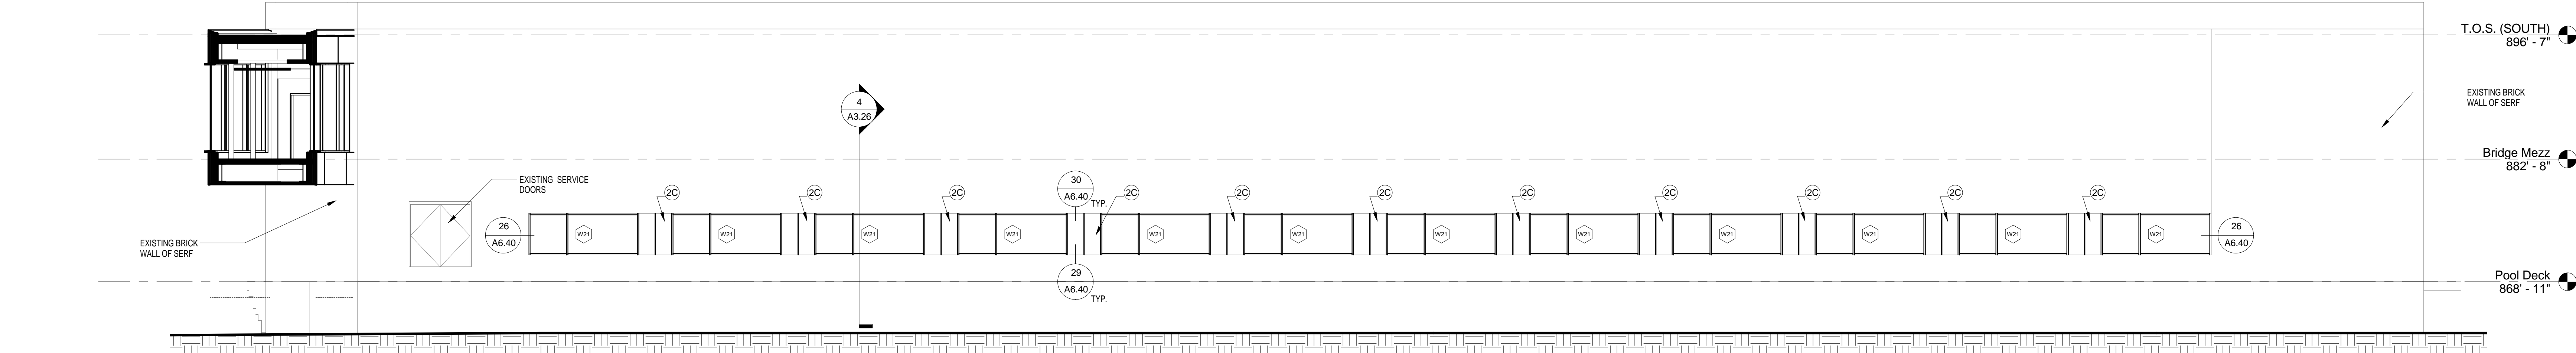 T.O.S. (SOUTH)
896' - 7"
EXISTING BRICK
WALL OF SERF
4
A3.26
Bridge Mezz
882' - 8"
EXISTING SERVICE
DOORS
30
A6.40
TYP.
2C
2C
2C
2C
2C
2C
2C
2C
2C
2C
2C
26
A6.40
W21
W21
W21
W21
W21
W21
W21
W21
W21
W21
W21
W21
26
A6.40
EXISTING BRICK
WALL OF SERF
29
A6.40
TYP.
Pool Deck
868' - 11"